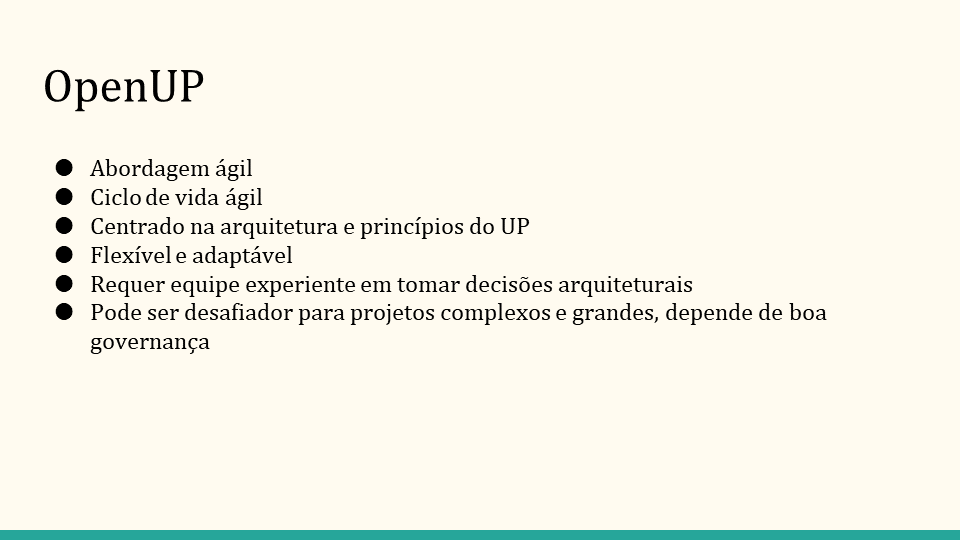 OpenUP
● Abordagem ágil
● Ciclo de vida ágil
● Centrado na arquitetura e princípios do UP
● Flexível e adaptável
● Requer equipe experiente em tomar decisões arquiteturais
● Pode ser desafiador para projetos complexos e grandes, depende de boa
governança